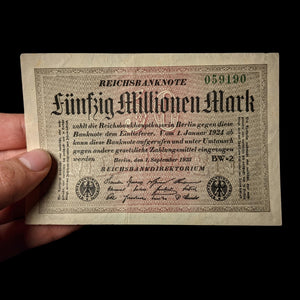 REICHSBANKNOTE
059190
Fünfzig Millionen Mark
zahlt die Reichsbankhauptkasse in Berlin gegen diese
Banknote dem Einlieferer. Vom 1. Januar 1924 ab
kann diese Banknote aufgerufen und unter Umtausch
gegen andere gesetzliche Zahlungsmittel eingezogen
werden
Berlin, den 1. September 1923
BW-2
REICHSBANKDIREKTORIUM